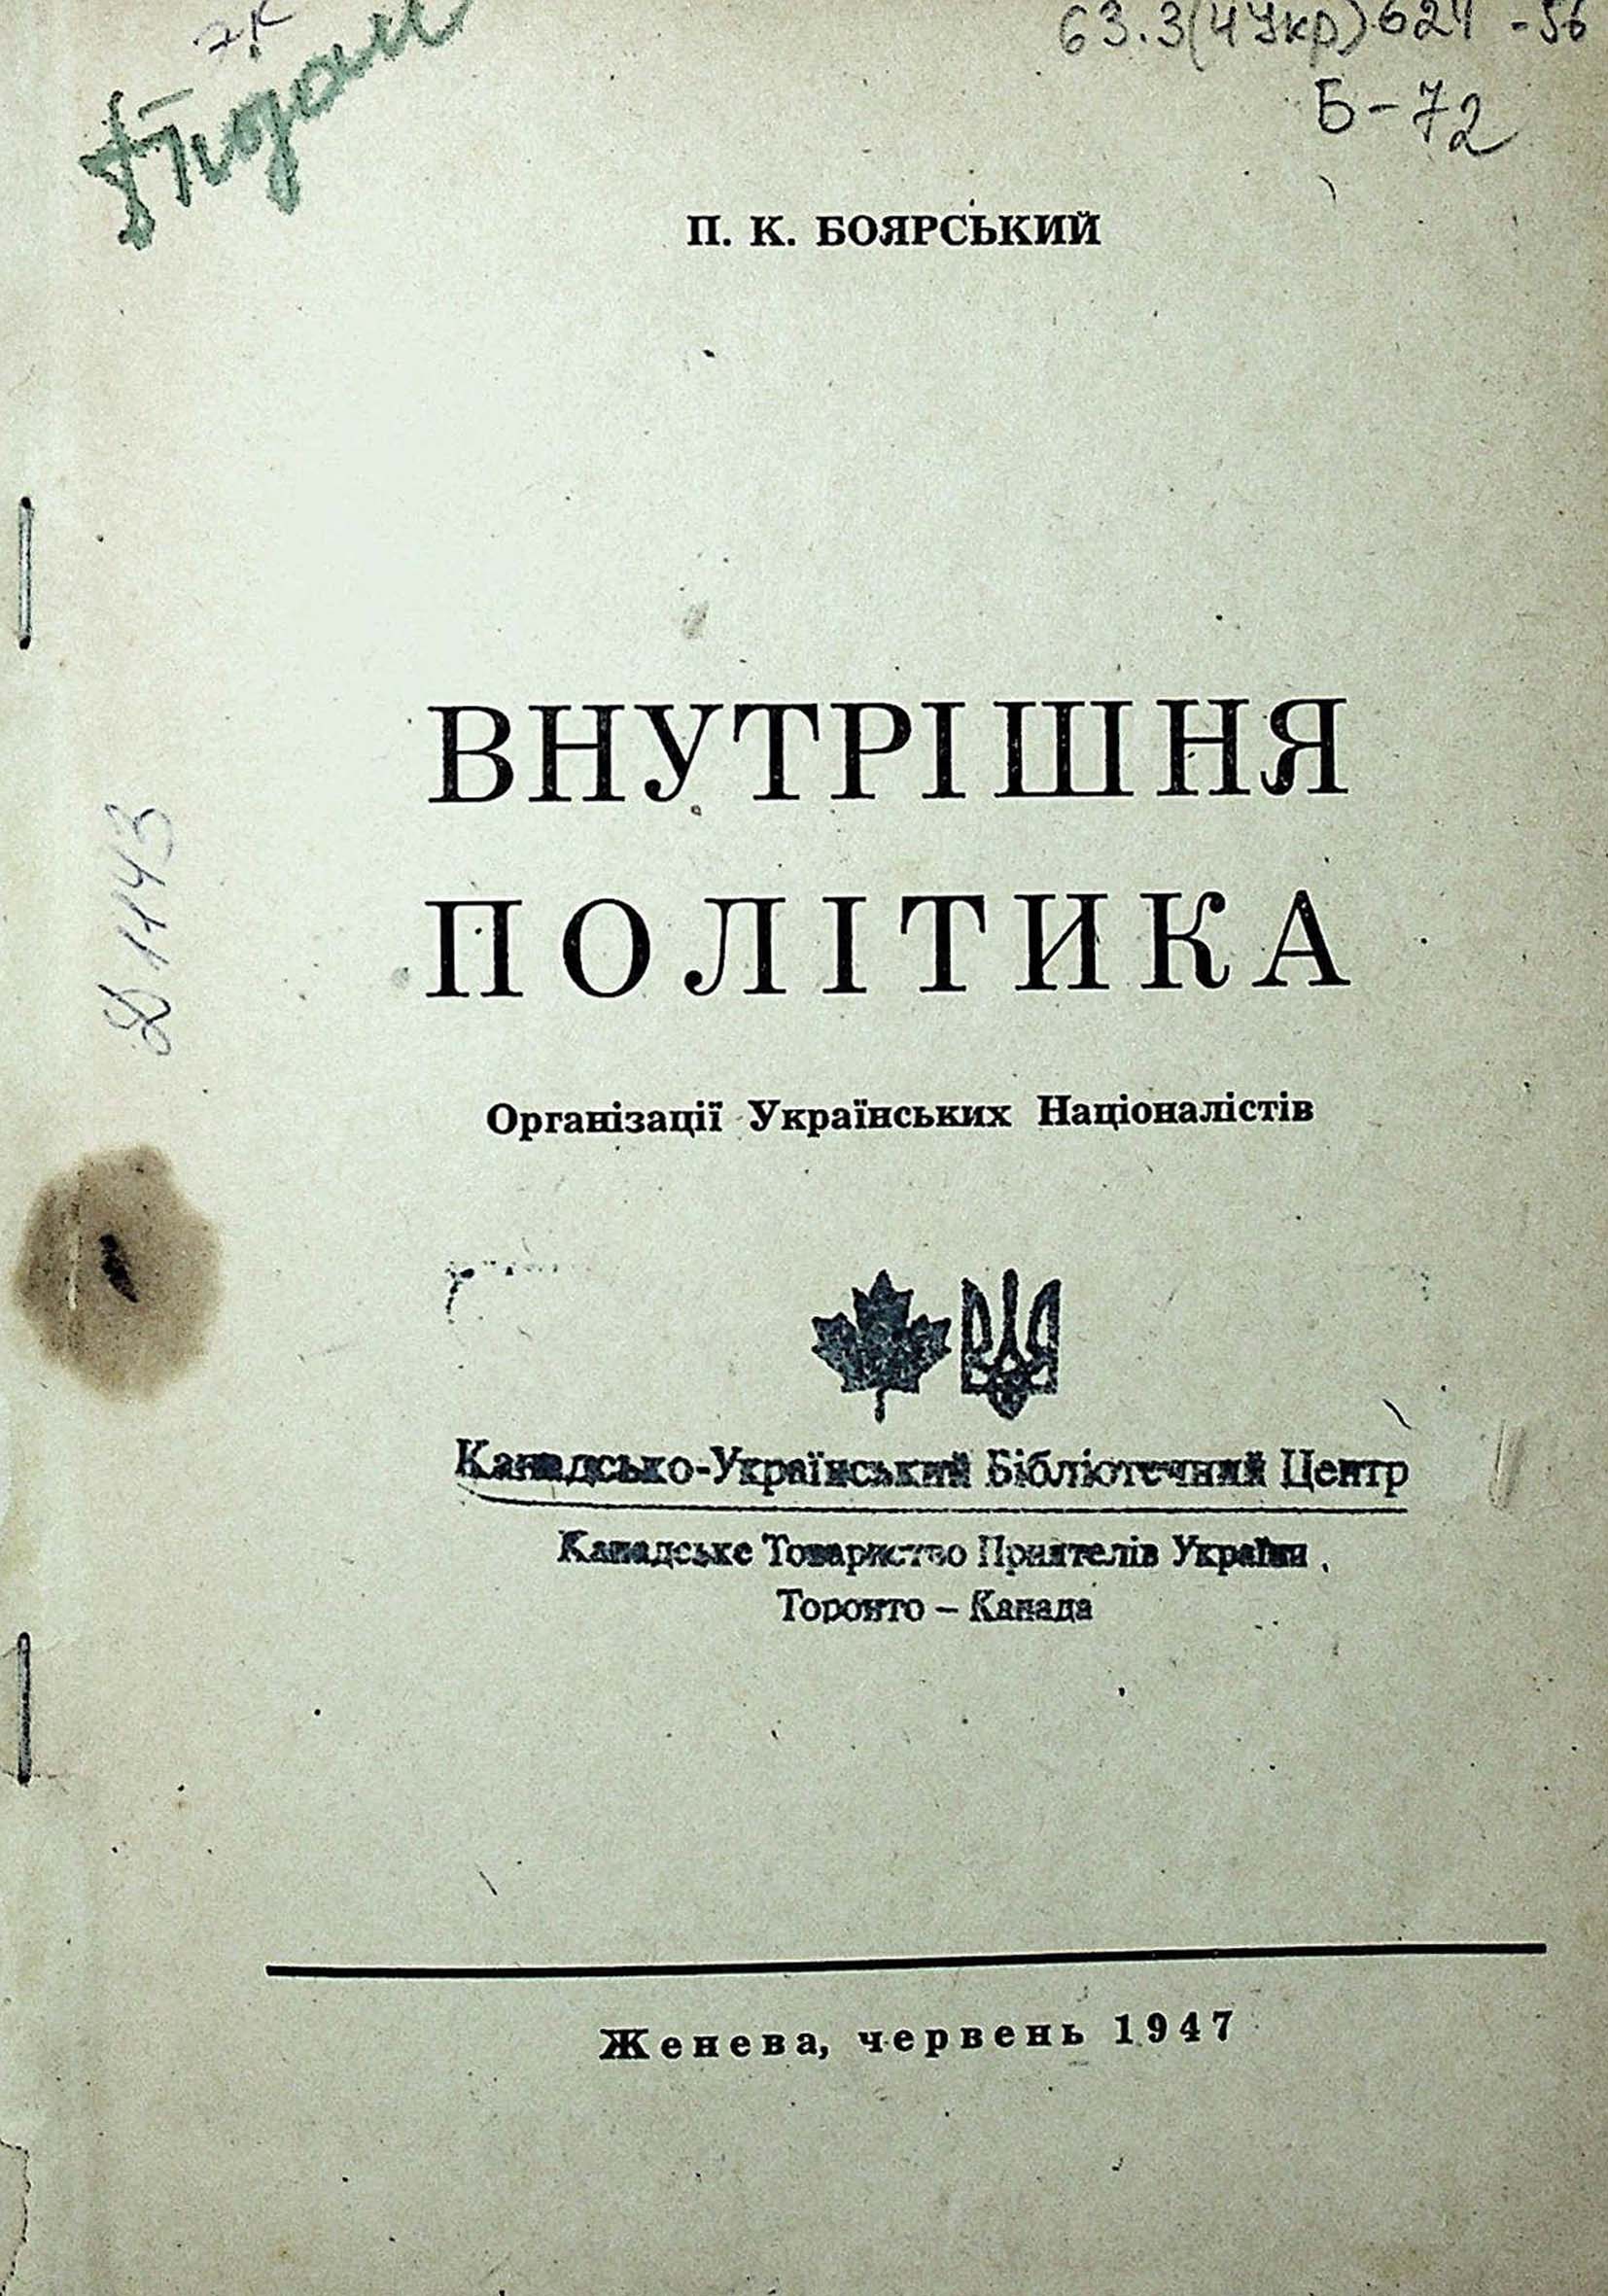 63.3(4Укр)624-56
Б-72
П. К. БОЯРСЬКИЙ
ВНУТРІШНЯ
ПОЛІТИКА
Організації Українських Націоналістів
Канадсько-Український Бібліотечний Центр
Канадське Товариство Приятелів України
Торонто – Канада
Женева, червень 1947